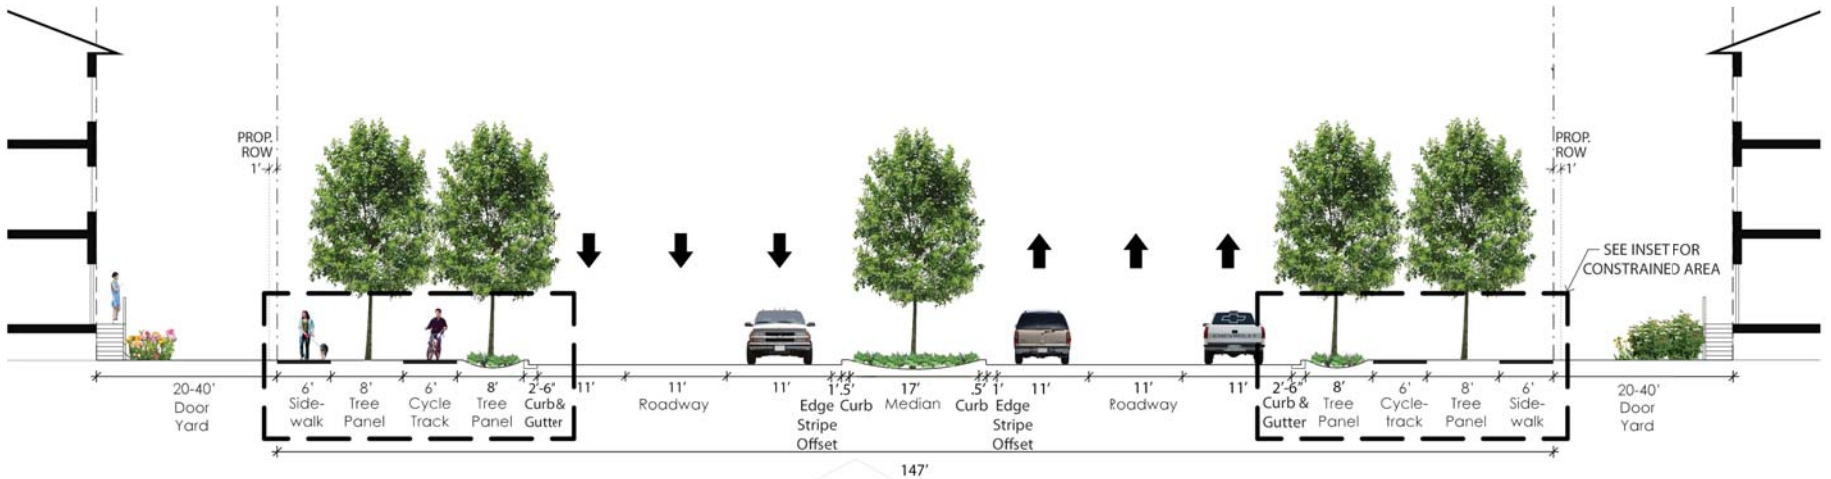 PROP.
ROW
1'
PROP.
ROW
1'
SEE INSET FOR
CONSTRAINED AREA
20-40'
Door
Yard
6'
Side-
walk
8'
Tree
Panel
6'
Cycle
Track
8'
Tree
Panel
2'-6'
Curb &
Gutter
11'
11'
Roadway
11'
1'
Edge
Stripe
Offset
.5'
Curb
17'
Median
.5'
Curb
1'
Edge
Stripe
Offset
11'
11'
Roadway
11'
2'-6"
Curb &
Gutter
8'
Tree
Panel
6'
Cycle-
track
8'
Tree
Panel
6'
Side-
walk
20-40'
Door
Yard
147'